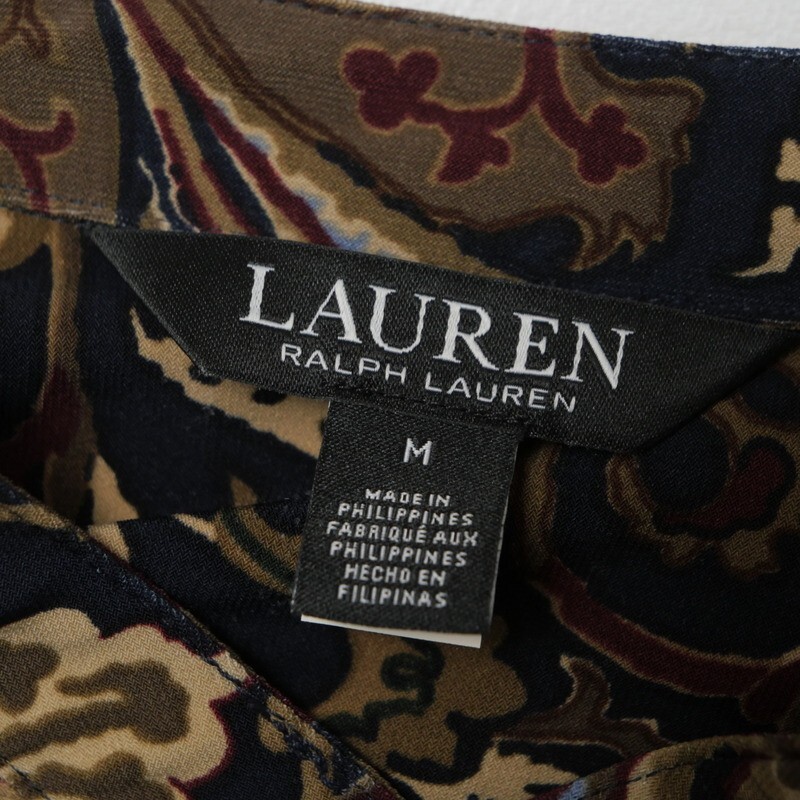 LAUREN
RALPH LAUREN
M
MADE IN
PHILIPPINES
FABRIQUÉ AUX
PHILIPPINES
HECHO EN
FILIPINAS